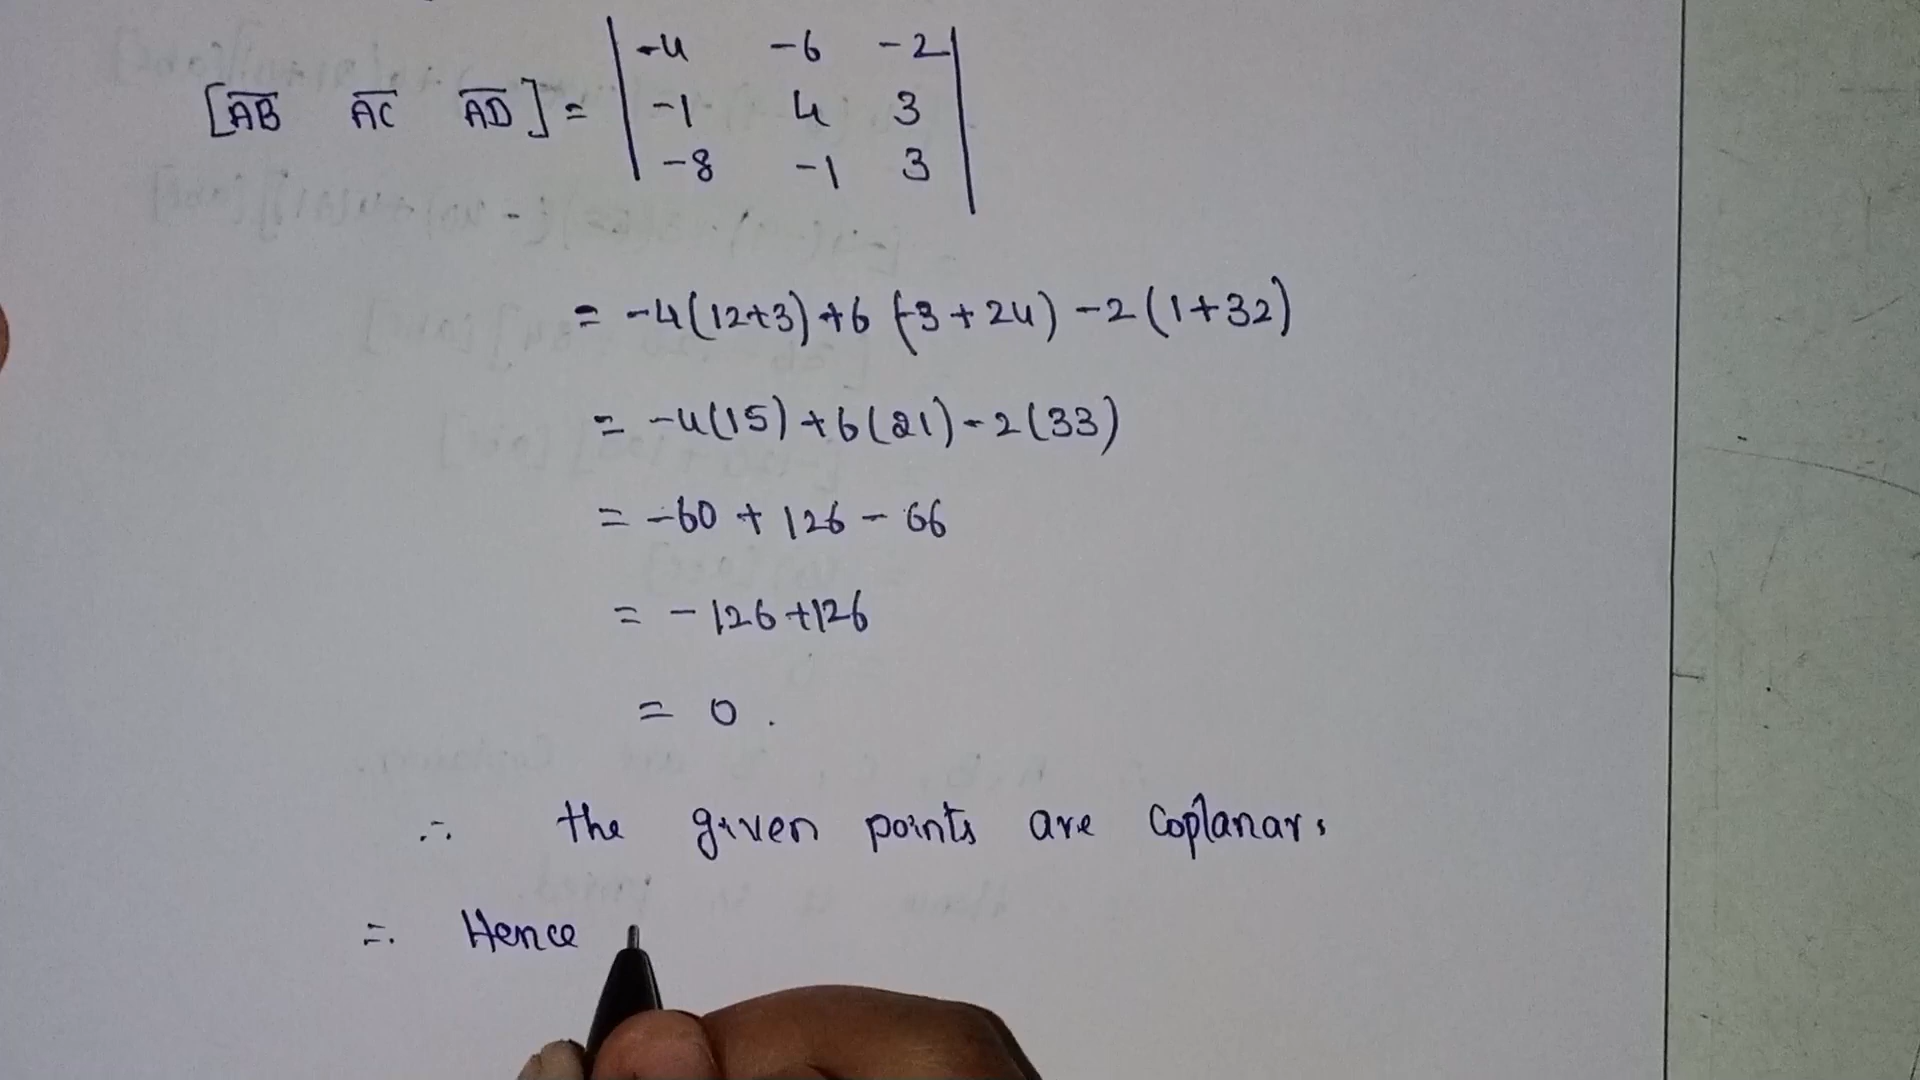 [AB AC AD] = | -4 -6 -2 |
| -1 4 3 |
| -8 -1 3 |
= -4(12+3)+6(-3+24)-2(1+32)
= -4(15)+6(21)-2(33)
= -60+126-66
= -126+126
= 0.
∴ the given points are Coplanar.
∴ Hence